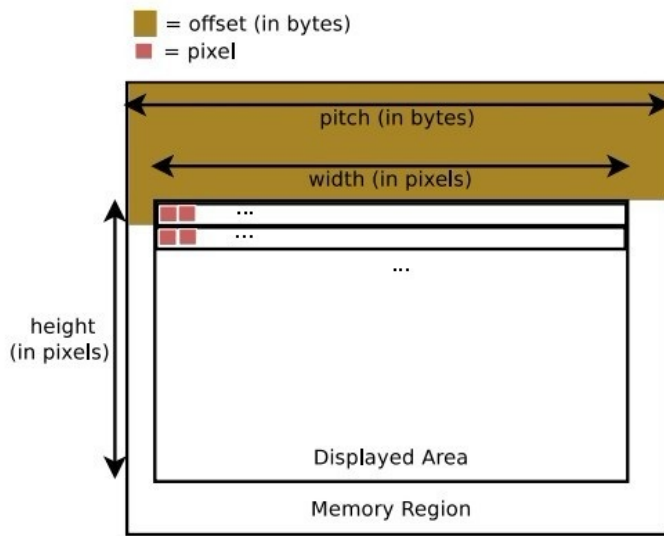 = offset (in bytes)
= pixel
pitch (in bytes)
width (in pixels)
...
...
...
height
(in pixels)
Displayed Area
Memory Region